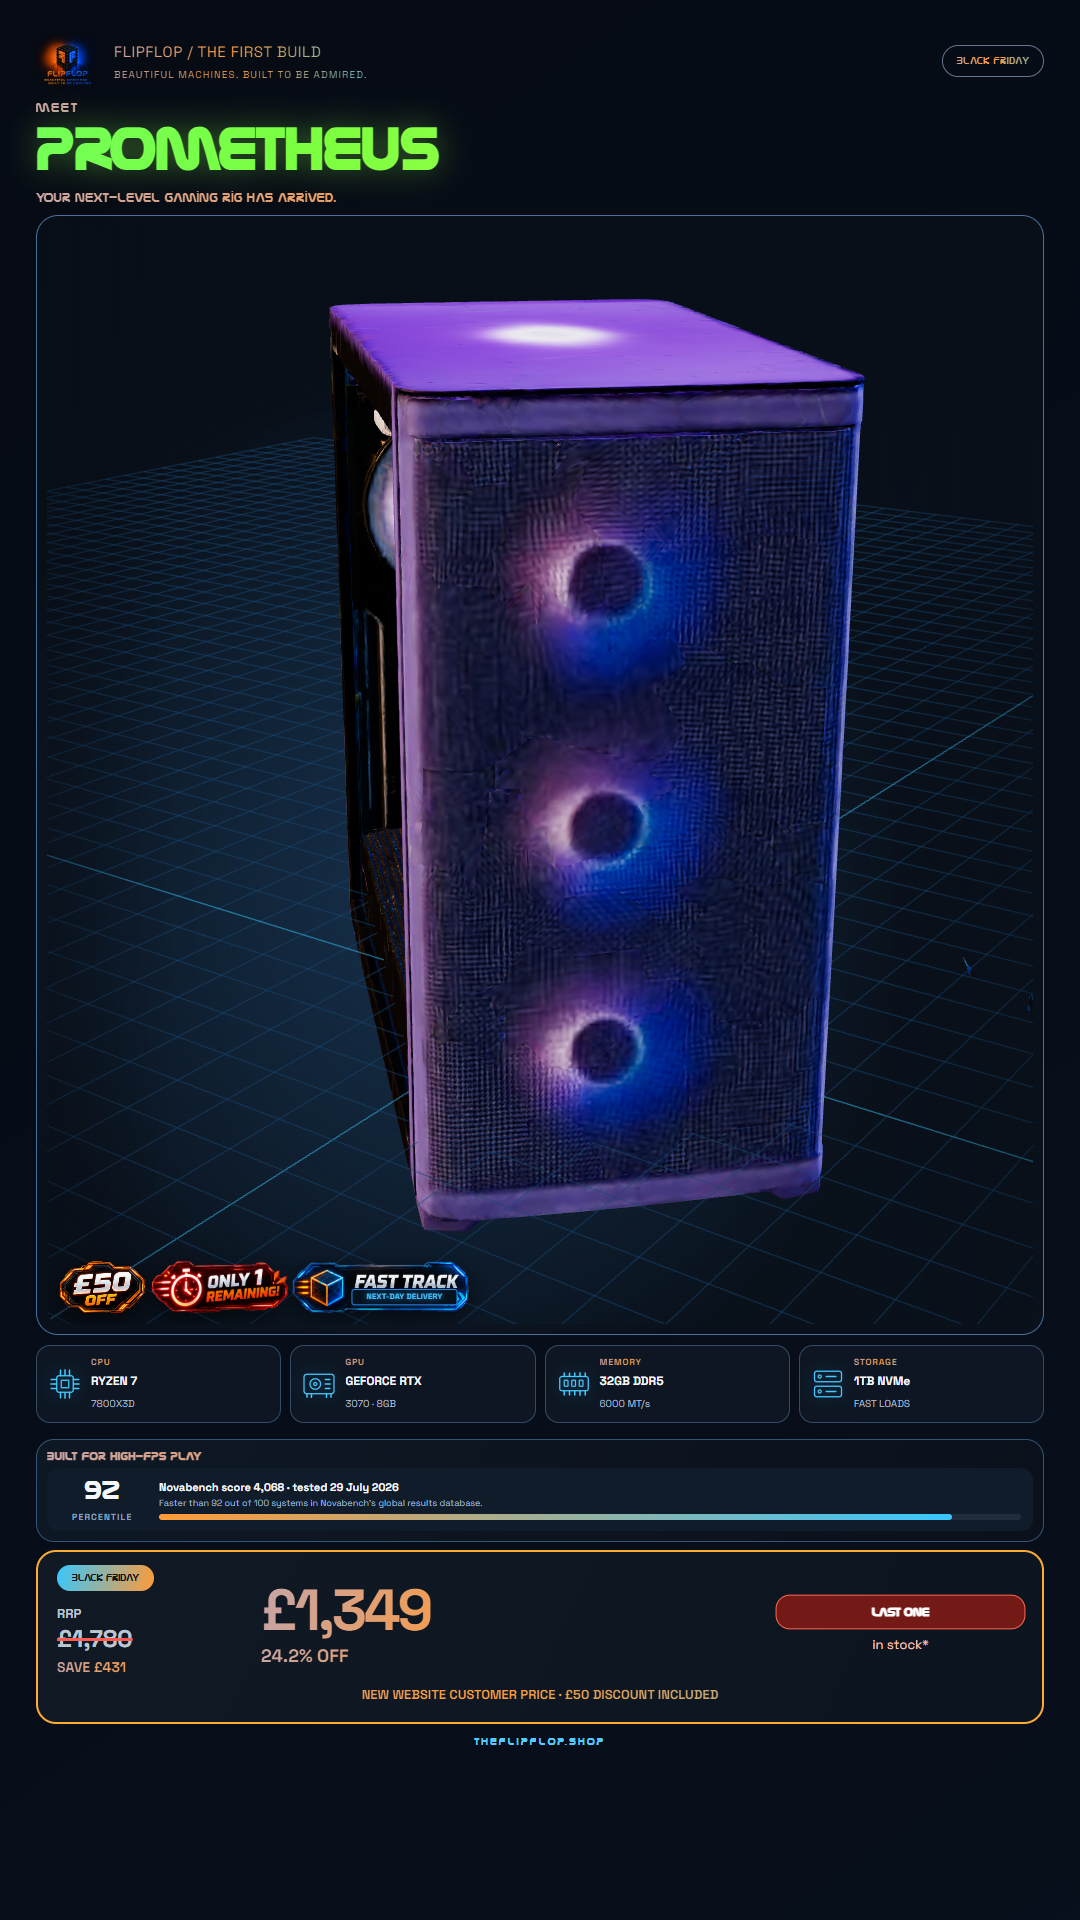 FLIPFLOP
FLIPFLOP / THE FIRST BUILD
BEAUTIFUL MACHINES. BUILT TO BE ADMIRED.
BLACK FRIDAY
MEET
PROMETHEUS
YOUR NEXT-LEVEL GAMING RIG HAS ARRIVED.
£50
OFF
ONLY 1
REMAINING!
FAST TRACK
NEXT-DAY DELIVERY
CPU
RYZEN 7
7800X3D
GPU
GEFORCE RTX
3070 · 8GB
MEMORY
32GB DDR5
6000 MT/s
STORAGE
1TB NVMe
FAST LOADS
BUILT FOR HIGH-FPS PLAY
92
PERCENTILE
Novabench score 4,068 · tested 29 July 2026
Faster than 92 out of 100 systems in Novabench's global results database.
BLACK FRIDAY
RRP
£1,780
SAVE £431
£1,349
24.2% OFF
LAST ONE
in stock*
NEW WEBSITE CUSTOMER PRICE · £50 DISCOUNT INCLUDED
THEFLIPFLOP.SHOP